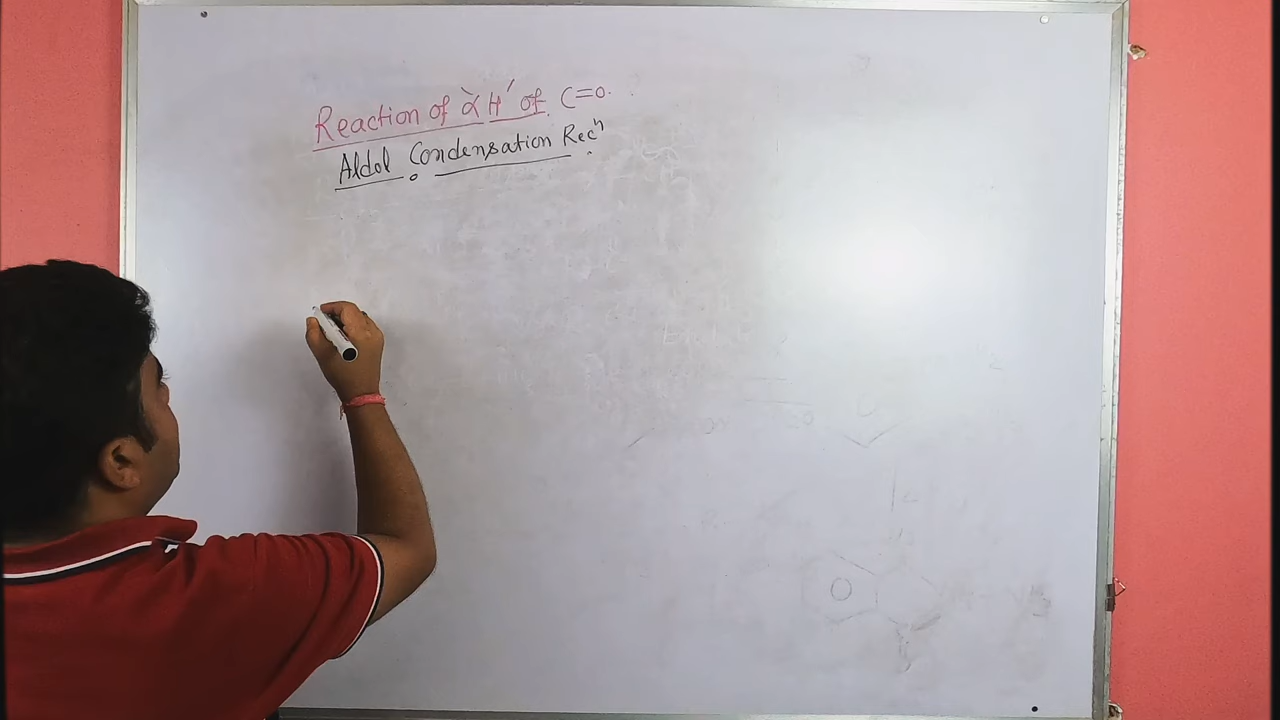 Reaction of `α H´ of C=O.
Aldol Condensation Recⁿ